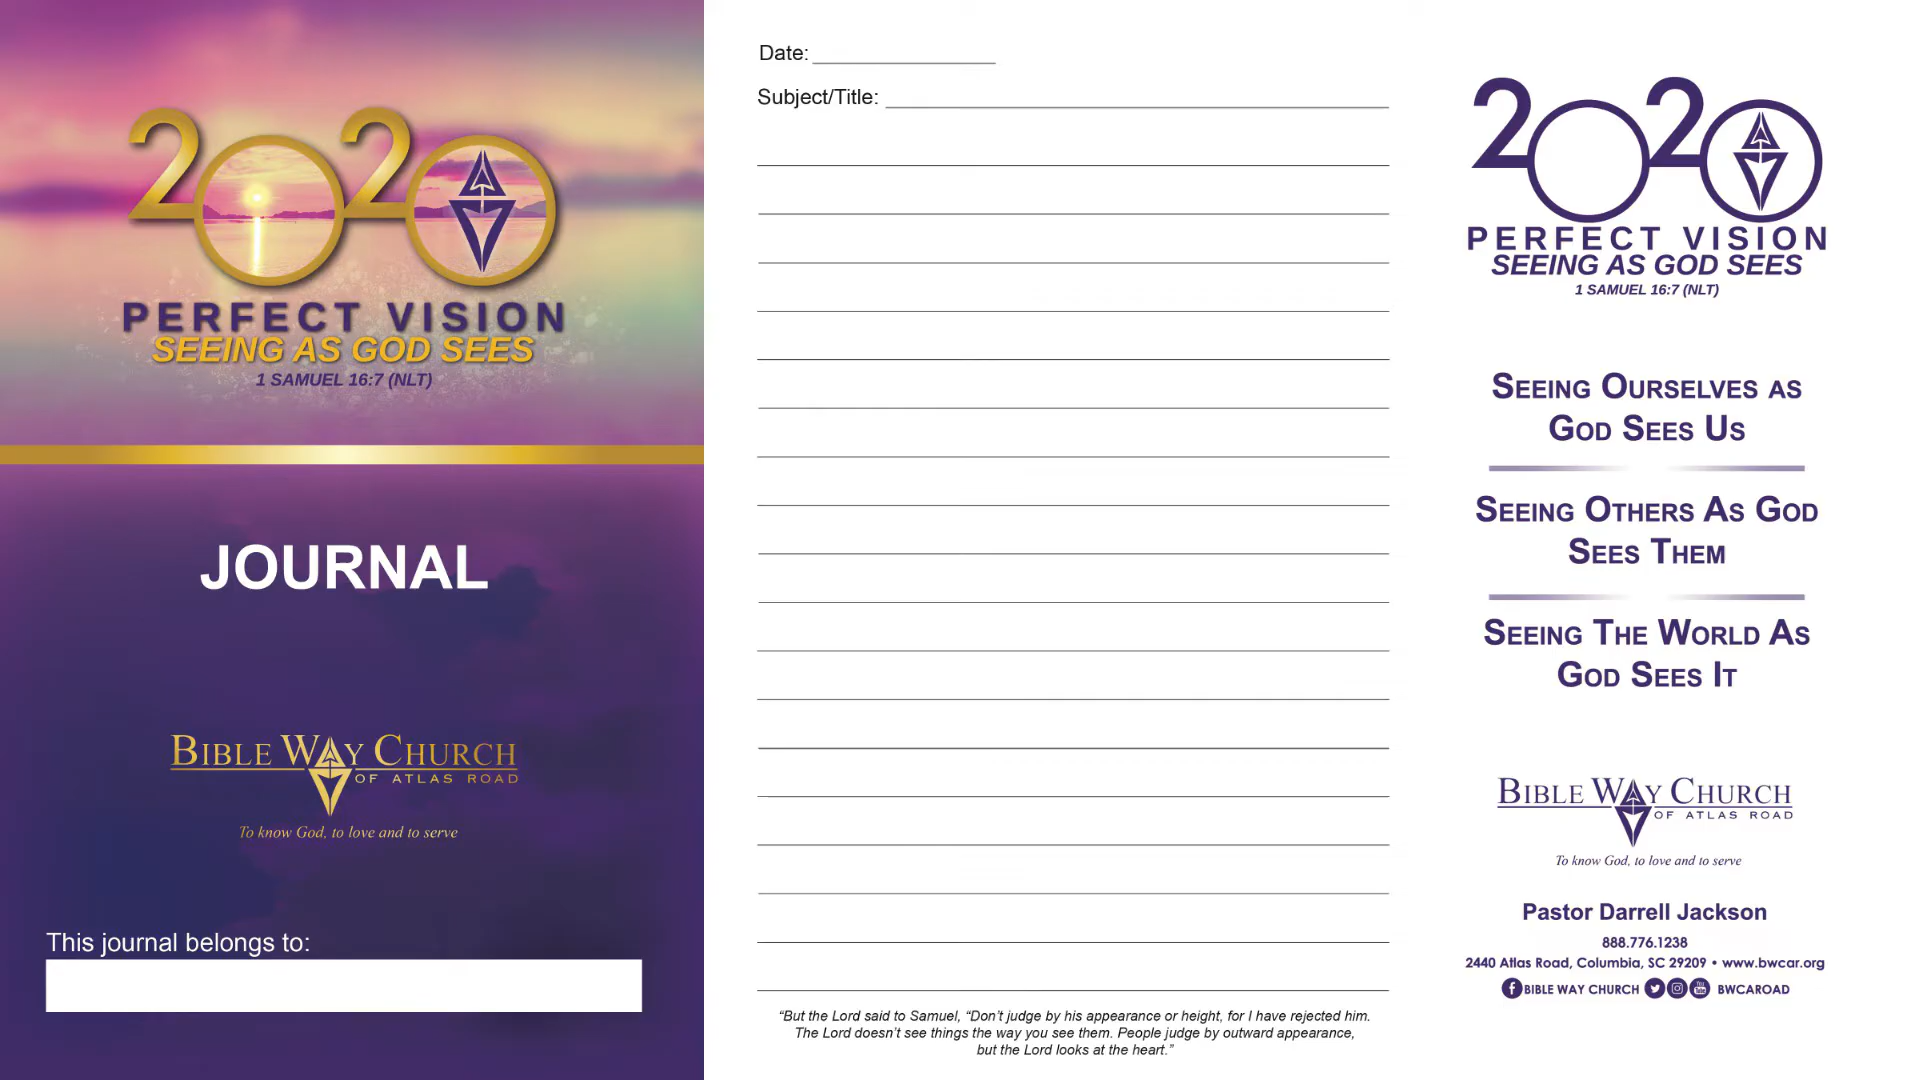 2020
PERFECT VISION
SEEING AS GOD SEES
1 SAMUEL 16:7 (NLT)
JOURNAL
BIBLE WAY CHURCH
OF ATLAS ROAD
To know God, to love and to serve
This journal belongs to:
Date:
Subject/Title:
“But the Lord said to Samuel, “Don’t judge by his appearance or height, for I have rejected him.
The Lord doesn’t see things the way you see them. People judge by outward appearance,
but the Lord looks at the heart.”
2020
PERFECT VISION
SEEING AS GOD SEES
1 SAMUEL 16:7 (NLT)
SEEING OURSELVES AS
GOD SEES US
SEEING OTHERS AS GOD
SEES THEM
SEEING THE WORLD AS
GOD SEES IT
BIBLE WAY CHURCH
OF ATLAS ROAD
To know God, to love and to serve
Pastor Darrell Jackson
888.776.1238
2440 Atlas Road, Columbia, SC 29209 • www.bwcar.org
BIBLE WAY CHURCH BWCAROAD